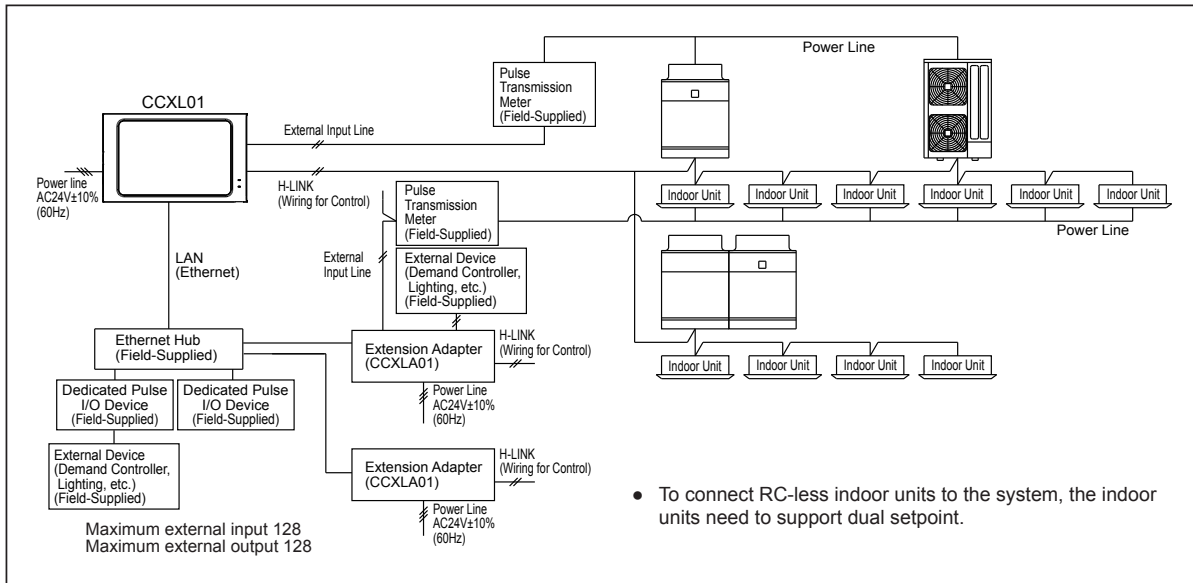 CCXL01
Power line
AC24V±10%
(60Hz)
External Input Line
H-LINK
(Wiring for Control)
Pulse
Transmission
Meter
(Field-Supplied)
Power Line
Indoor Unit
Indoor Unit
Indoor Unit
Indoor Unit
Indoor Unit
Indoor Unit
Power Line
Pulse
Transmission
Meter
(Field-Supplied)
External
Input Line
External Device
(Demand Controller,
Lighting, etc.)
(Field-Supplied)
LAN
(Ethernet)
Ethernet Hub
(Field-Supplied)
Dedicated Pulse
I/O Device
(Field-Supplied)
Dedicated Pulse
I/O Device
(Field-Supplied)
External Device
(Demand Controller,
Lighting, etc.)
(Field-Supplied)
Extension Adapter
(CCXLA01)
H-LINK
(Wiring for Control)
Power Line
AC24V±10%
(60Hz)
Extension Adapter
(CCXLA01)
H-LINK
(Wiring for Control)
Power Line
AC24V±10%
(60Hz)
Indoor Unit
Indoor Unit
Indoor Unit
Indoor Unit
Maximum external input 128
Maximum external output 128
● To connect RC-less indoor units to the system, the indoor
units need to support dual setpoint.